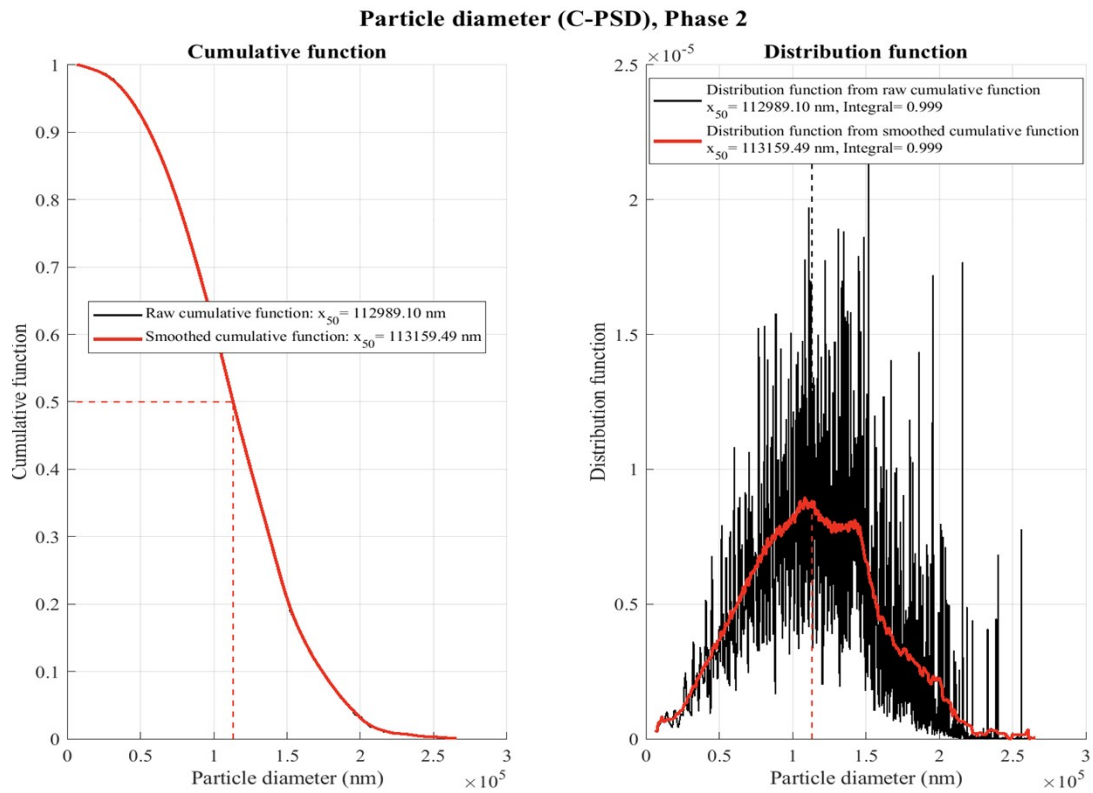 Particle diameter (C-PSD), Phase 2
Cumulative function
1
0.9
0.8
0.7
0.6
0.5
0.4
0.3
0.2
0.1
0
Cumulative function
Raw cumulative function: x50= 112989.10 nm
Smoothed cumulative function: x50= 113159.49 nm
0 0.5 1 1.5 2 2.5 3
Particle diameter (nm)
×10^5
Distribution function
×10^-5
2.5
2
1.5
1
0.5
0
Distribution function
Distribution function from raw cumulative function
x50= 112989.10 nm, Integral= 0.999
Distribution function from smoothed cumulative function
x50= 113159.49 nm, Integral= 0.999
0 0.5 1 1.5 2 2.5 3
Particle diameter (nm)
×10^5